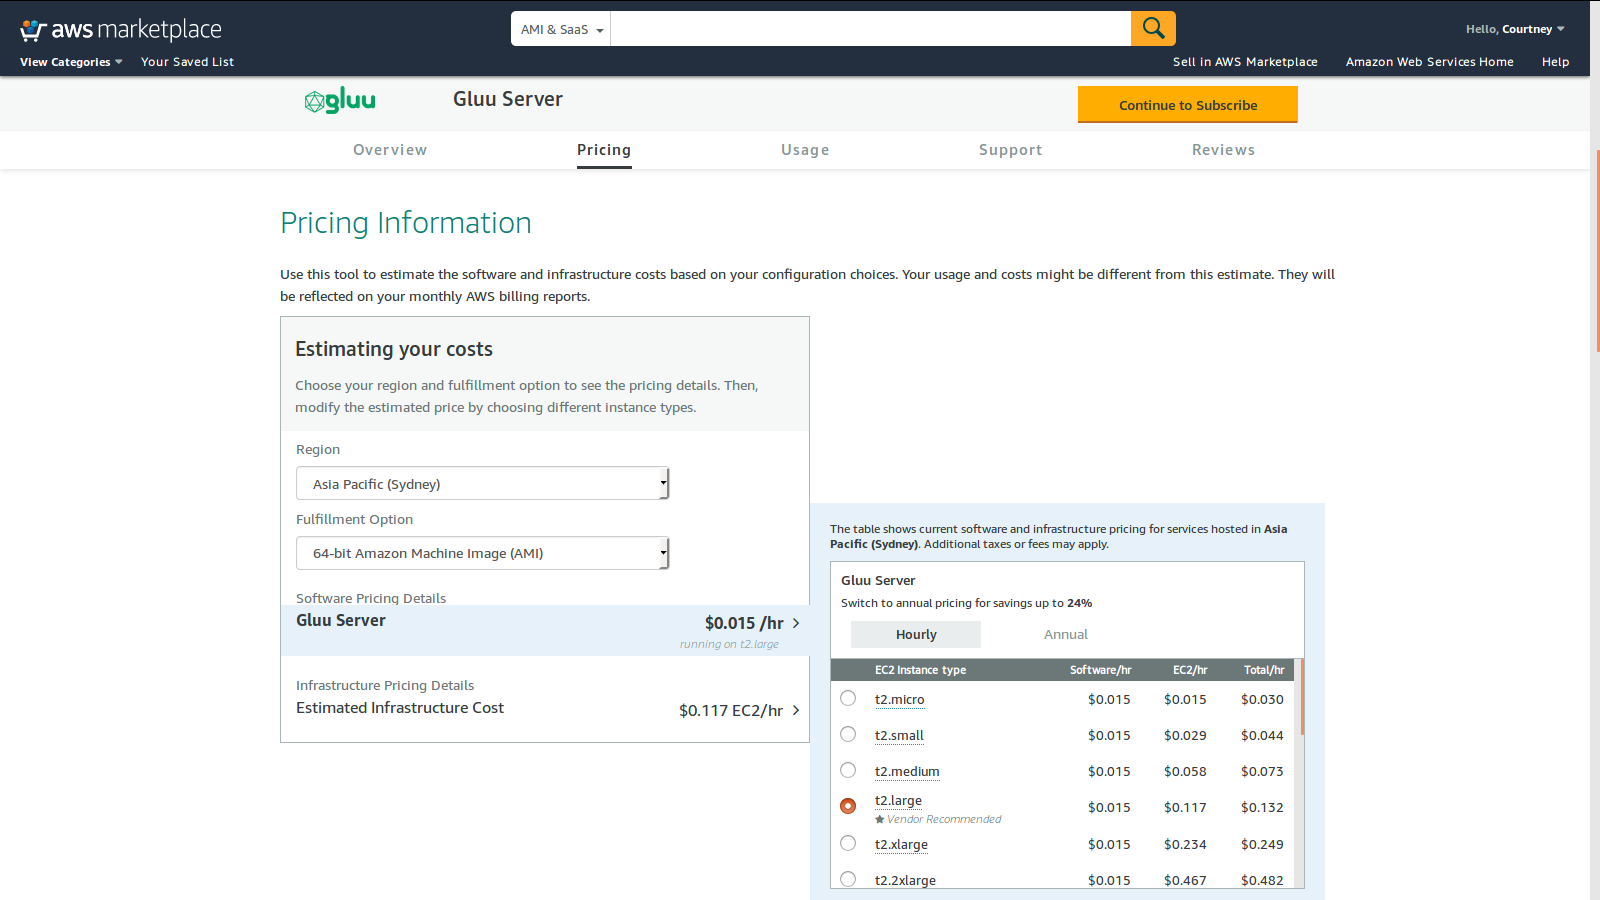 aws marketplace
AMI & SaaS
Hello, Courtney
View Categories
Your Saved List
Sell in AWS Marketplace
Amazon Web Services Home
Help
gluu
Gluu Server
Continue to Subscribe
Overview
Pricing
Usage
Support
Reviews
Pricing Information
Use this tool to estimate the software and infrastructure costs based on your configuration choices. Your usage and costs might be different from this estimate. They will
be reflected on your monthly AWS billing reports.
Estimating your costs
Choose your region and fulfillment option to see the pricing details. Then,
modify the estimated price by choosing different instance types.
Region
Asia Pacific (Sydney)
Fulfillment Option
64-bit Amazon Machine Image (AMI)
Software Pricing Details
Gluu Server
$0.015 /hr
running on t2.large
Infrastructure Pricing Details
Estimated Infrastructure Cost
$0.117 EC2/hr
The table shows current software and infrastructure pricing for services hosted in Asia
Pacific (Sydney). Additional taxes or fees may apply.
Gluu Server
Switch to annual pricing for savings up to 24%
Hourly Annual
EC2 Instance type Software/hr EC2/hr Total/hr
t2.micro $0.015 $0.015 $0.030
t2.small $0.015 $0.029 $0.044
t2.medium $0.015 $0.058 $0.073
t2.large $0.015 $0.117 $0.132
Vendor Recommended
t2.xlarge $0.015 $0.234 $0.249
t2.2xlarge $0.015 $0.467 $0.482